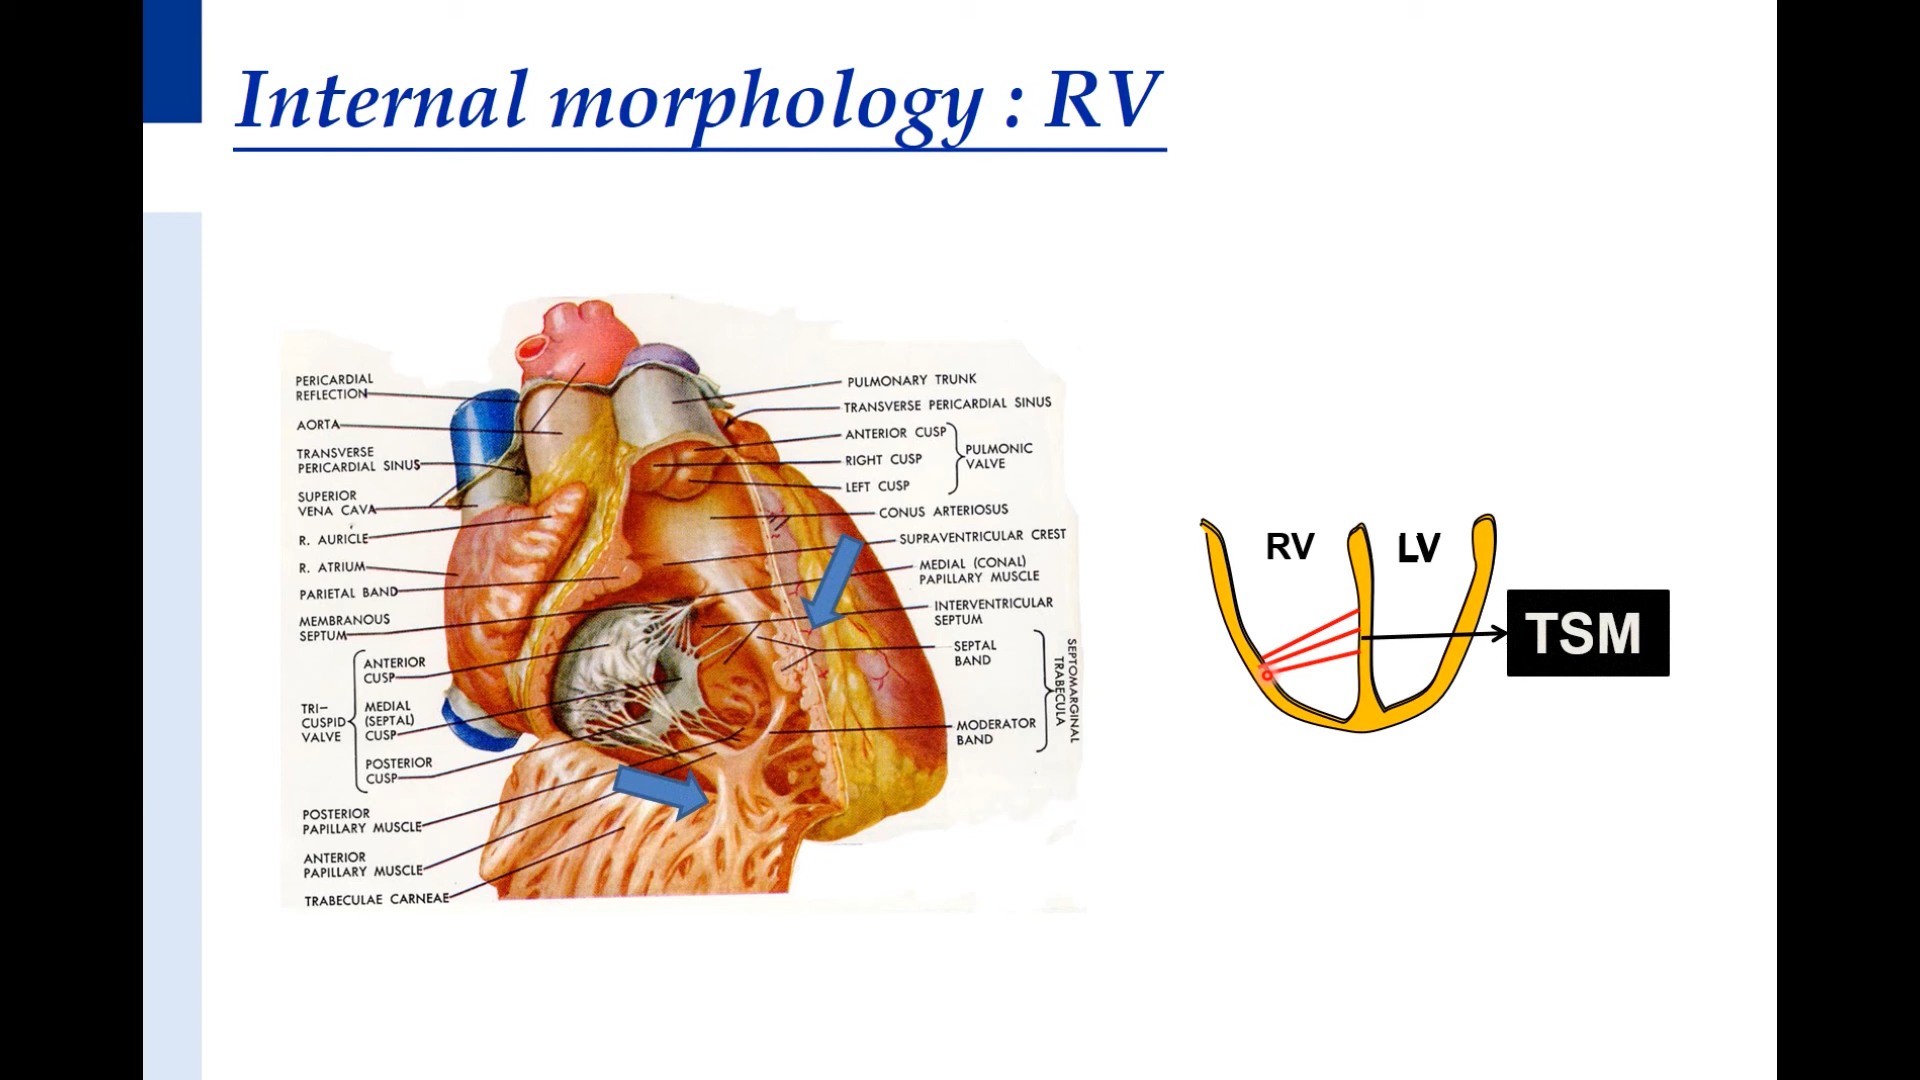 Internal morphology : RV
PERICARDIAL
REFLECTION
AORTA
TRANSVERSE
PERICARDIAL SINUS
SUPERIOR
VENA CAVA
R. AURICLE
R. ATRIUM
PARIETAL BAND
MEMBRANOUS
SEPTUM
TRI-
CUSPID
VALVE
ANTERIOR
CUSP
MEDIAL
(SEPTAL)
CUSP
POSTERIOR
CUSP
POSTERIOR
PAPILLARY MUSCLE
ANTERIOR
PAPILLARY MUSCLE
TRABECULAE CARNEAE
PULMONARY TRUNK
TRANSVERSE PERICARDIAL SINUS
ANTERIOR CUSP
RIGHT CUSP
LEFT CUSP
PULMONIC
VALVE
CONUS ARTERIOSUS
SUPRAVENTRICULAR CREST
MEDIAL (CONAL)
PAPILLARY MUSCLE
INTERVENTRICULAR
SEPTUM
SEPTAL
BAND
MODERATOR
BAND
SEPTOMARGINAL
TRABECULA
RV
LV
TSM